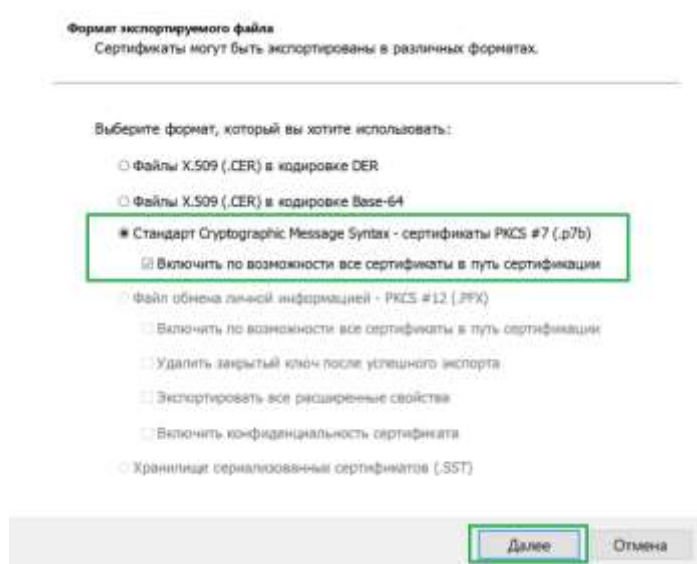 Формат экспортируемого файла
Сертификаты могут быть экспортированы в различных форматах.
Выберите формат, который вы хотите использовать:
Файлы X.509 (.CER) в кодировке DER
Файлы X.509 (.CER) в кодировке Base-64
Стандарт Cryptographic Message Syntax - сертификаты PKCS #7 (.p7b)
Включить по возможности все сертификаты в путь сертификации
Файл обмена личной информацией - PKCS #12 (.PFX)
Включить по возможности все сертификаты в путь сертификации
Удалить закрытый ключ после успешного экспорта
Экспортировать все расширенные свойства
Включить конфиденциальность сертификата
Хранилище сериализованных сертификатов (.SST)
Далее
Отмена